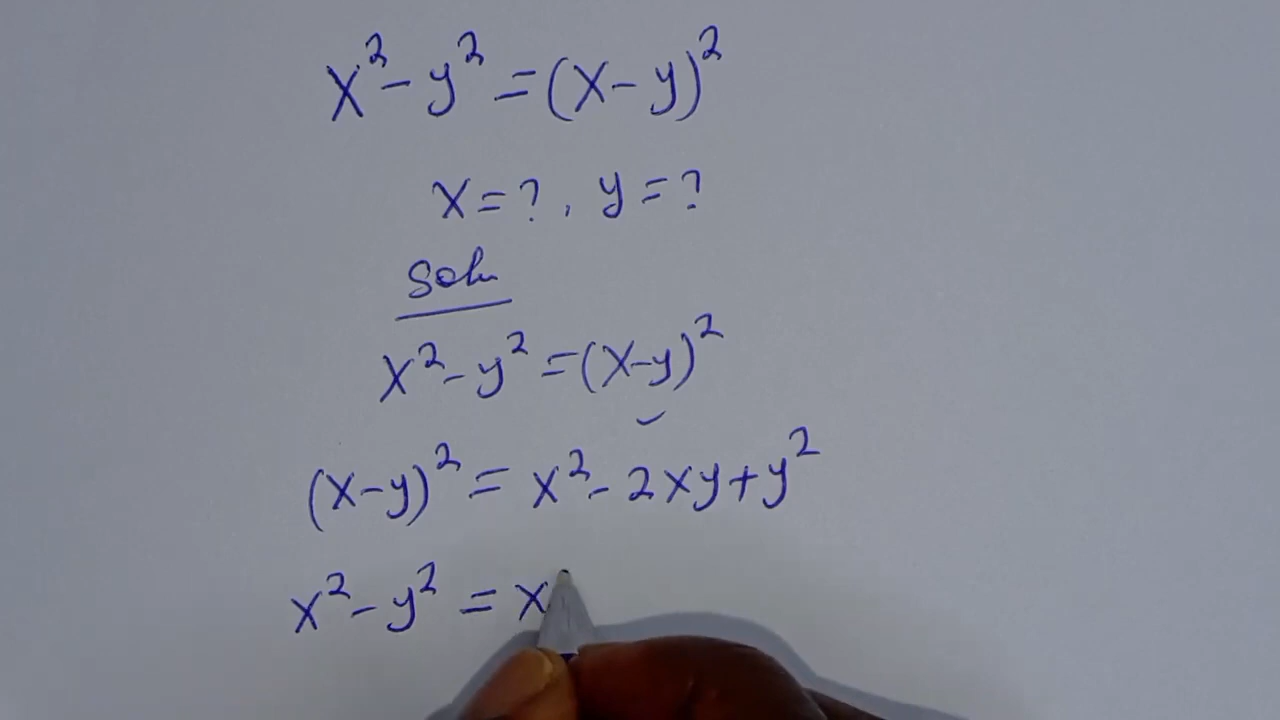 x² - y² = (x - y)²
x = ? , y = ?
Soln
x² - y² = (x - y)²
(x - y)² = x² - 2xy + y²
x² - y² = x